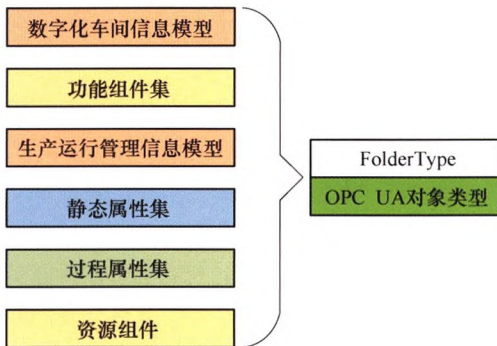 数字化车间信息模型
功能组件集
生产运行管理信息模型
静态属性集
过程属性集
资源组件
FolderType
OPC UA对象类型